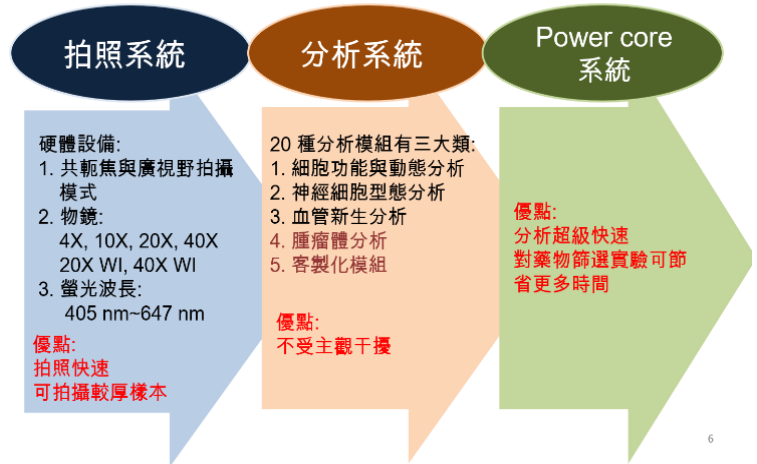 拍照系統
硬體設備:
1. 共軛焦與廣視野拍攝
模式
2. 物鏡:
4X, 10X, 20X, 40X
20X WI, 40X WI
3. 螢光波長:
405 nm~647 nm
優點:
拍照快速
可拍攝較厚樣本
分析系統
20 種分析模組有三大類:
1. 細胞功能與動態分析
2. 神經細胞型態分析
3. 血管新生分析
4. 腫瘤體分析
5. 客製化模組
優點:
不受主觀干擾
Power core
系統
優點:
分析超級快速
對藥物篩選實驗可節
省更多時間
6